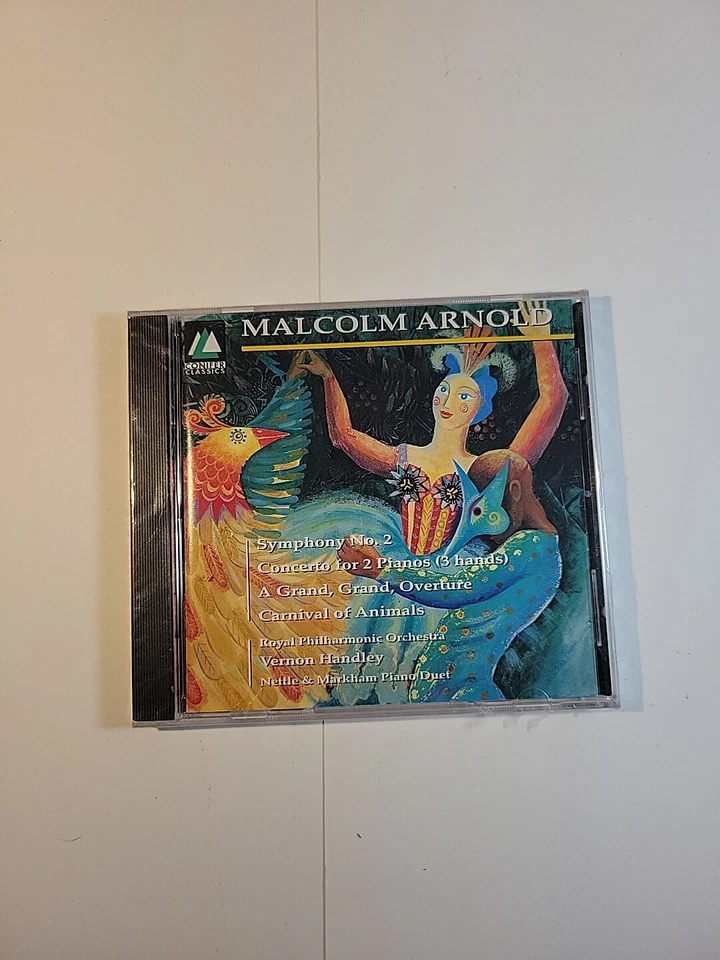 MALCOLM ARNOLD
CONIFER
CLASSICS
Symphony No. 2
Concerto for 2 Pianos (3 hands)
A Grand, Grand, Overture
Carnival of Animals
Royal Philharmonic Orchestra
Vernon Handley
Nettle & Markham Piano Duet